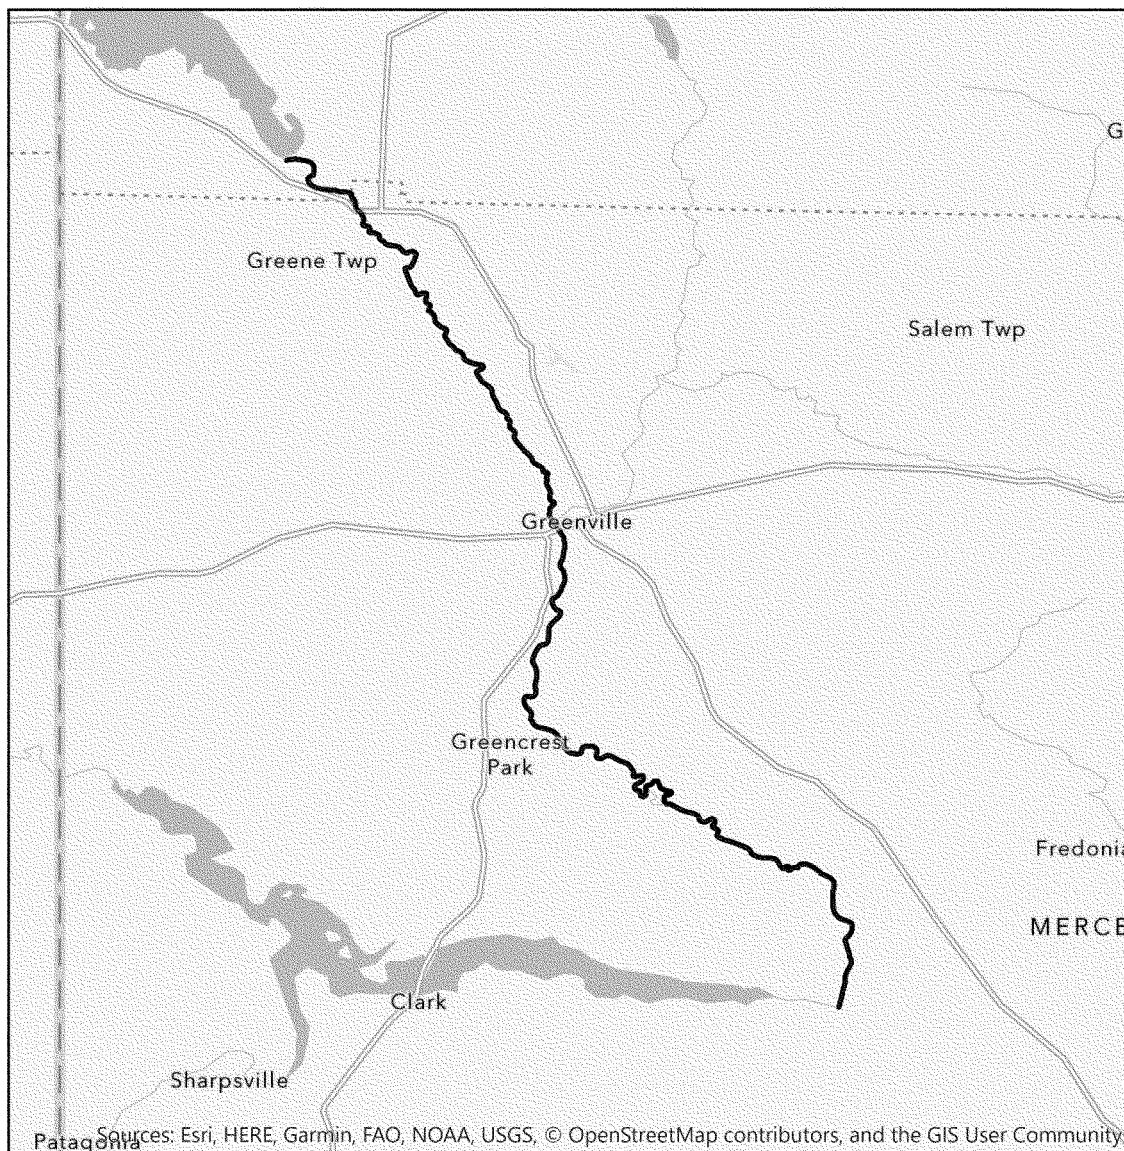 G
Greene Twp
Salem Twp
Greenville
Greencrest
Park
Fredonia
MERCE
Clark
Sharpsville
Patagonia
Sources: Esri, HERE, Garmin, FAO, NOAA, USGS, © OpenStreetMap contributors, and the GIS User Community